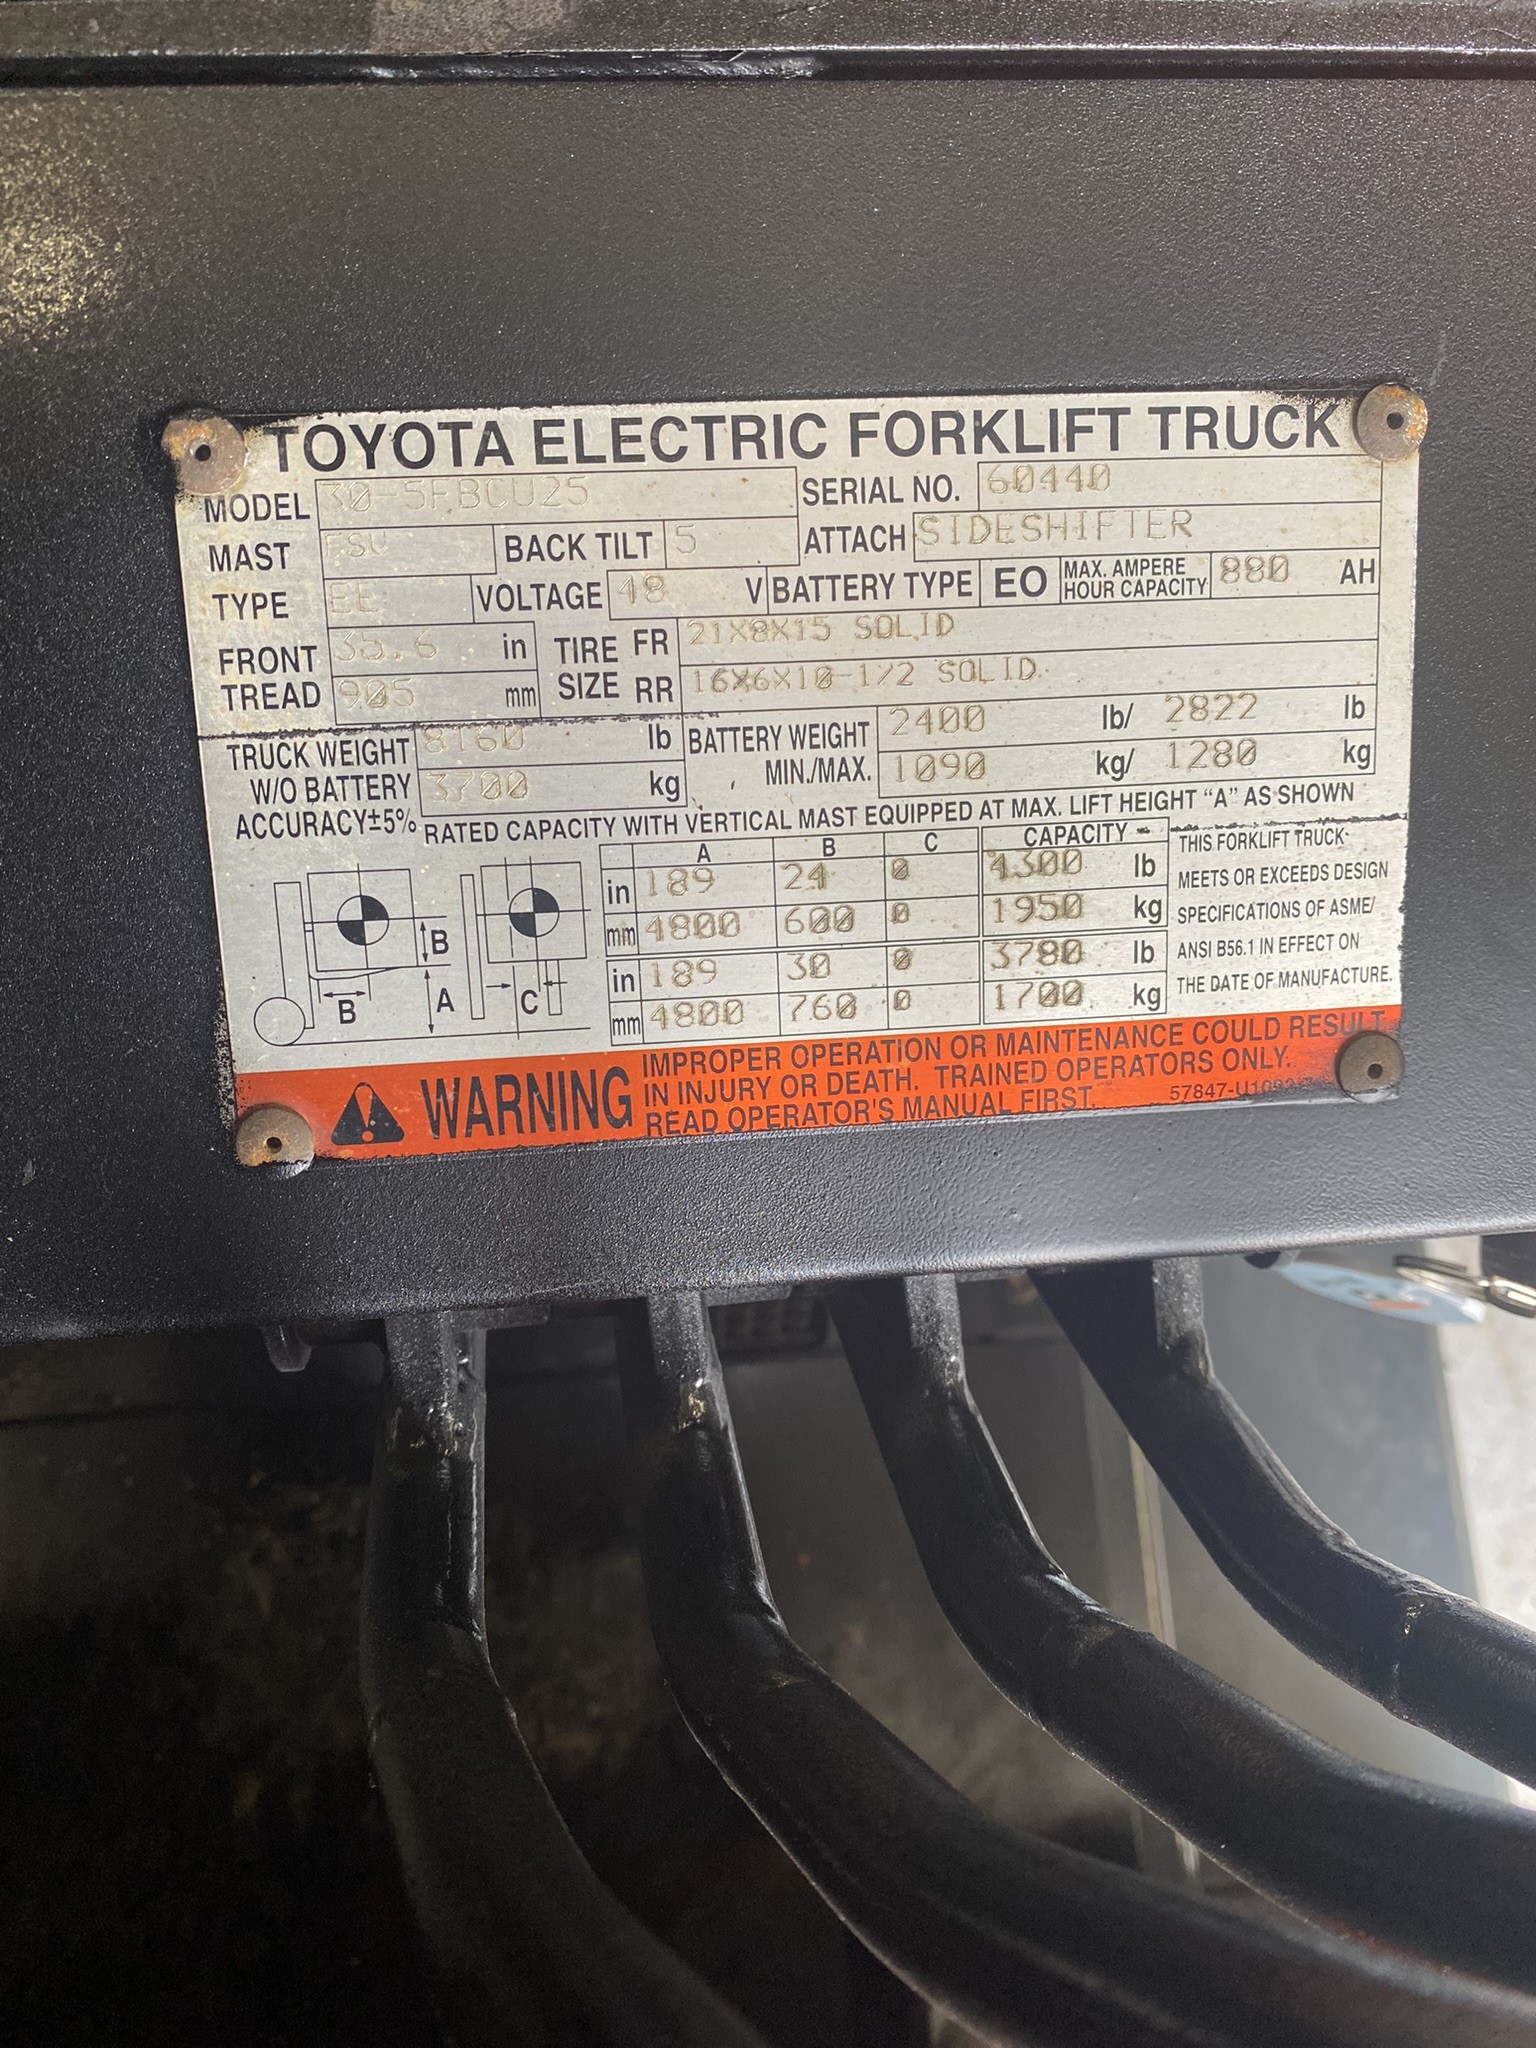 TOYOTA ELECTRIC FORKLIFT TRUCK
MODEL 30-5FBCU25 SERIAL NO. 60440
MAST FSU BACK TILT 5 ATTACH SIDESHIFTER
TYPE EE VOLTAGE 48 V BATTERY TYPE EO MAX. AMPERE HOUR CAPACITY 880 AH
FRONT TREAD 35.6 in TIRE SIZE FR 21X8X15 SOLID
905 mm RR 16X6X10-1/2 SOLID
TRUCK WEIGHT W/O BATTERY 8160 lb BATTERY WEIGHT MIN./MAX. 2400 lb/ 2822 lb
3700 kg 1090 kg/ 1280 kg
ACCURACY±5%
RATED CAPACITY WITH VERTICAL MAST EQUIPPED AT MAX. LIFT HEIGHT "A" AS SHOWN
A B C CAPACITY
in 189 24 0 4300 lb
mm 4800 600 0 1950 kg
in 189 30 0 3780 lb
mm 4800 760 0 1700 kg
B
B A C
THIS FORKLIFT TRUCK
MEETS OR EXCEEDS DESIGN
SPECIFICATIONS OF ASME/
ANSI B56.1 IN EFFECT ON
THE DATE OF MANUFACTURE.
WARNING
IMPROPER OPERATION OR MAINTENANCE COULD RESULT
IN INJURY OR DEATH. TRAINED OPERATORS ONLY.
READ OPERATOR'S MANUAL FIRST.